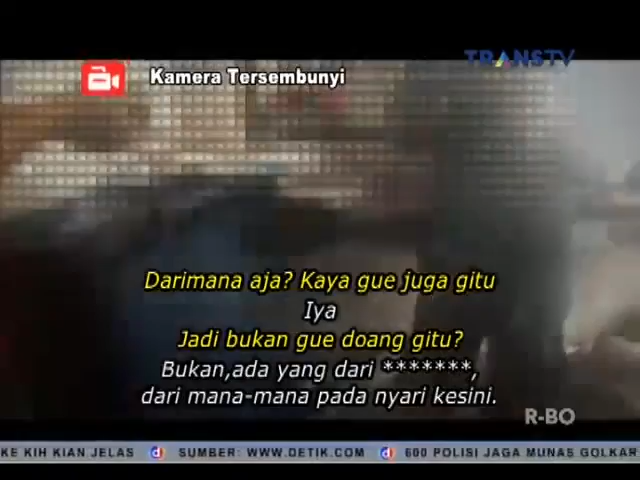 TRANSTV
Kamera Tersembunyi
Darimana aja? Kaya gue juga gitu
Iya
Jadi bukan gue doang gitu?
Bukan,ada yang dari *******,
dari mana-mana pada nyari kesini.
R-BO
KE KIH KIAN JELAS d SUMBER: WWW.DETIK.COM d 600 POLISI JAGA MUNAS GOLKAR